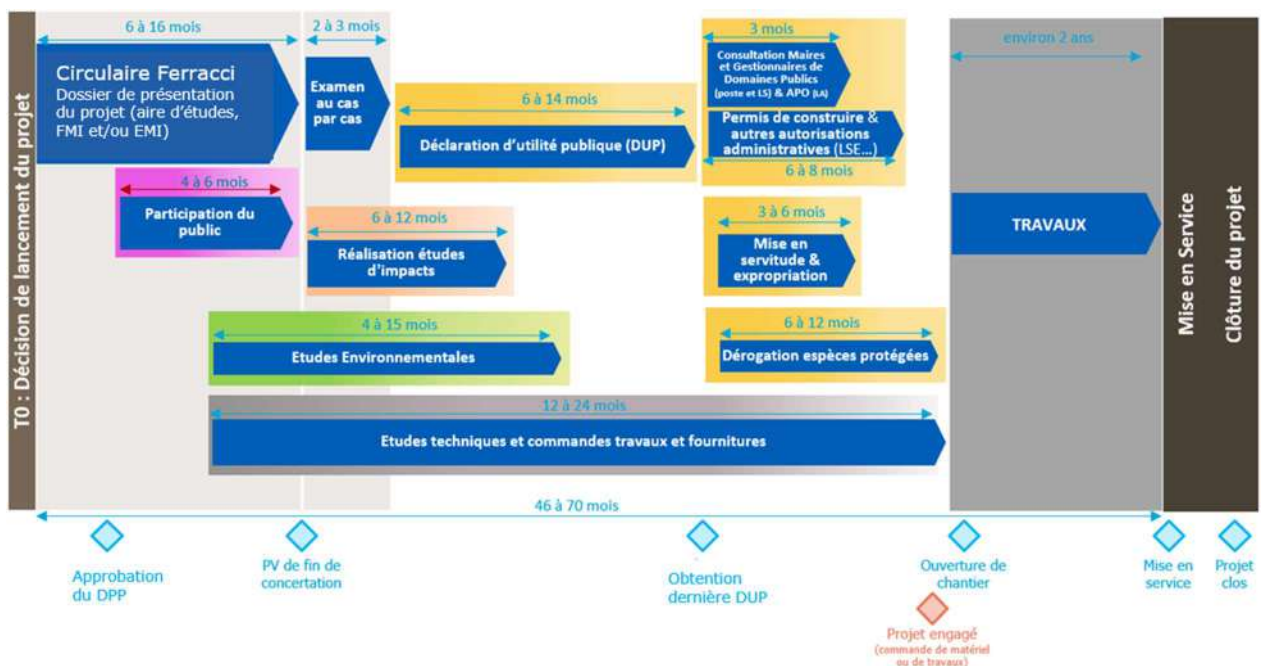 T0 : Décision de lancement du projet
6 à 16 mois
Circulaire Ferracci
Dossier de présentation
du projet (aire d'études,
FMI et/ou EMI)
2 à 3 mois
Examen
au cas
par cas
4 à 6 mois
Participation du
public
6 à 14 mois
Déclaration d'utilité publique (DUP)
3 mois
Consultation Maires
et Gestionnaires de
Domaines Publics
(poste et LS) & APO (LA)
Permis de construire &
autres autorisations
administratives (LSE...)
6 à 8 mois
6 à 12 mois
Réalisation études
d'impacts
3 à 6 mois
Mise en
servitude &
expropriation
4 à 15 mois
Etudes Environnementales
6 à 12 mois
Dérogation espèces protégées
12 à 24 mois
Etudes techniques et commandes travaux et fournitures
environ 2 ans
TRAVAUX
Mise en Service
Clôture du projet
46 à 70 mois
Approbation
du DPP
PV de fin de
concertation
Obtention
dernière DUP
Ouverture de
chantier
Mise en
service
Projet
clos
Projet engagé
(commande de matériel
ou de travaux)